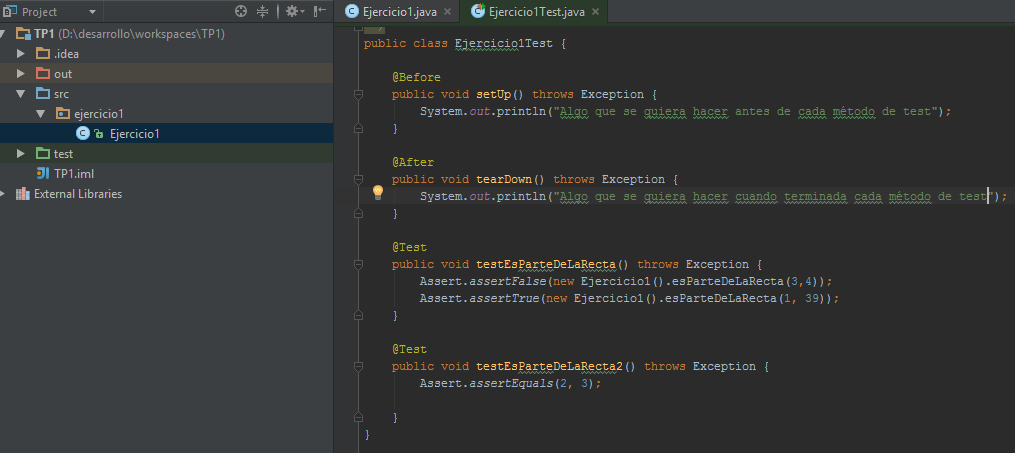 Project
Ejercicio1.java
Ejercicio1Test.java
TP1 (D:\desarrollo\workspaces\TP1)
.idea
out
src
ejercicio1
Ejercicio1
test
TP1.iml
External Libraries
public class Ejercicio1Test {
@Before
public void setUp() throws Exception {
System.out.println("Algo que se quiera hacer antes de cada método de test");
}
@After
public void tearDown() throws Exception {
System.out.println("Algo que se quiera hacer cuando terminada cada método de test");
}
@Test
public void testEsParteDeLaRecta() throws Exception {
Assert.assertFalse(new Ejercicio1().esParteDeLaRecta(3,4));
Assert.assertTrue(new Ejercicio1().esParteDeLaRecta(1, 39));
}
@Test
public void testEsParteDeLaRecta2() throws Exception {
Assert.assertEquals(2, 3);
}
}